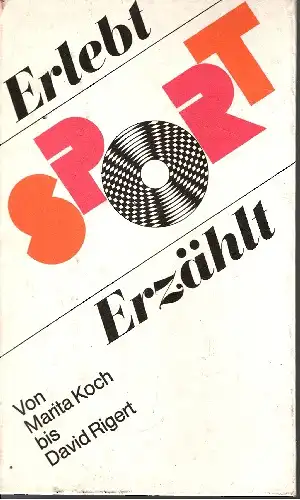 Erlebt
SPORT
Erzählt
Von
Marita Koch
bis
David Rigert